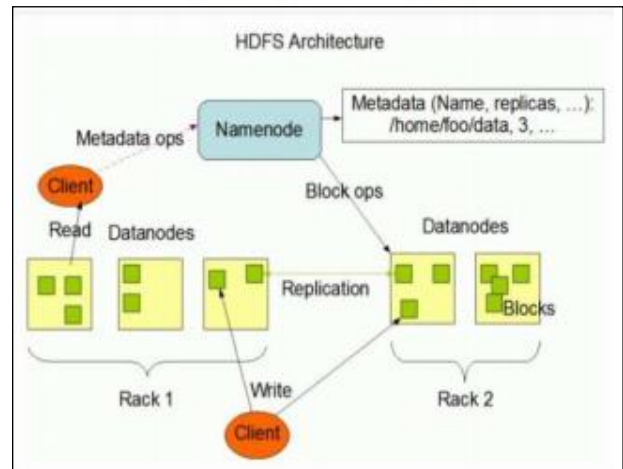 HDFS Architecture
Metadata (Name, replicas, ...):
/home/foo/data, 3, ...
Namenode
Metadata ops
Client
Block ops
Read
Datanodes
Datanodes
Replication
Blocks
Write
Rack 1
Rack 2
Client